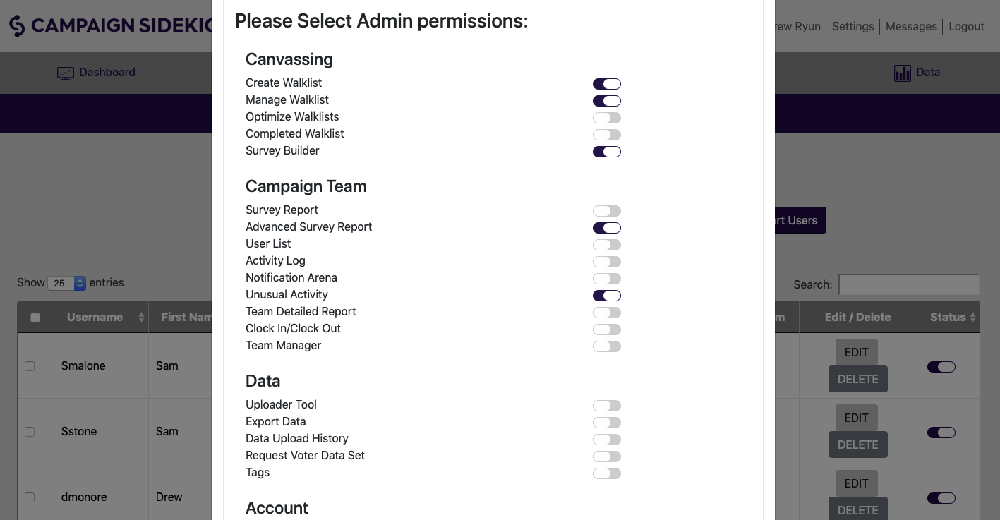 Please Select Admin permissions:
CAMPAIGN SIDEKIC
rew Ryun Settings Messages Logout
Canvassing
Dashboard
Data
Create Walklist
Manage Walklist
Optimize Walklists
Completed Walklist
Survey Builder
Campaign Team
Survey Report
Advanced Survey Report
rt Users
User List
Activity Log
Notification Arena
Show 25 entries
Search:
Unusual Activity
Team Detailed Report
Username First Nam
m Edit / Delete Status
Clock In/Clock Out
Team Manager
Smalone Sam
EDIT
DELETE
Data
Uploader Tool
Export Data
Data Upload History
Request Voter Data Set
Tags
Sstone Sam
EDIT
DELETE
dmonore Drew
EDIT
DELETE
Account